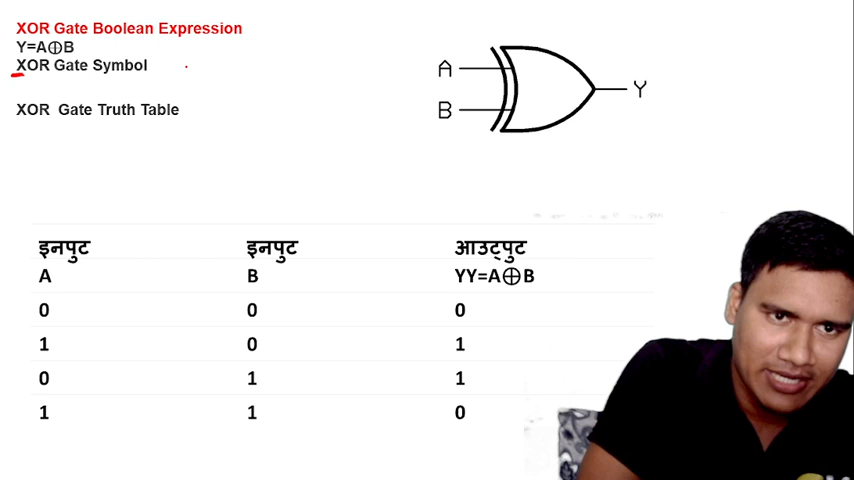 XOR Gate Boolean Expression
Y=A⊕B
XOR Gate Symbol
XOR Gate Truth Table
A
B
Y
इनपुट इनपुट आउट्पुट
A B YY=A⊕B
0 0 0
1 0 1
0 1 1
1 1 0